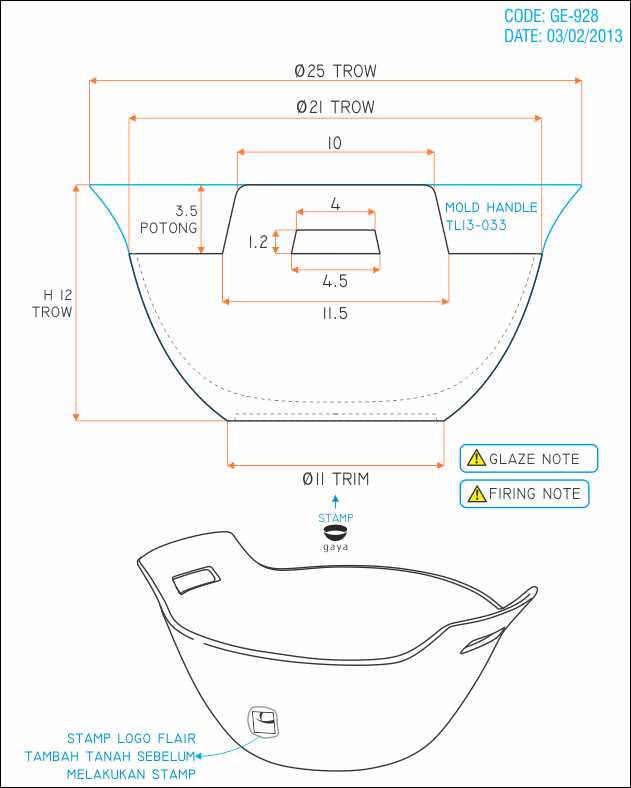 CODE: GE-928
DATE: 03/02/2013
Ø25 TROW
Ø21 TROW
10
3.5
POTONG
4
MOLD HANDLE
TL13-033
1.2
4.5
H 12
TROW
11.5
Ø11 TRIM
GLAZE NOTE
FIRING NOTE
STAMP
gaya
STAMP LOGO FLAIR
TAMBAH TANAH SEBELUM
MELAKUKAN STAMP